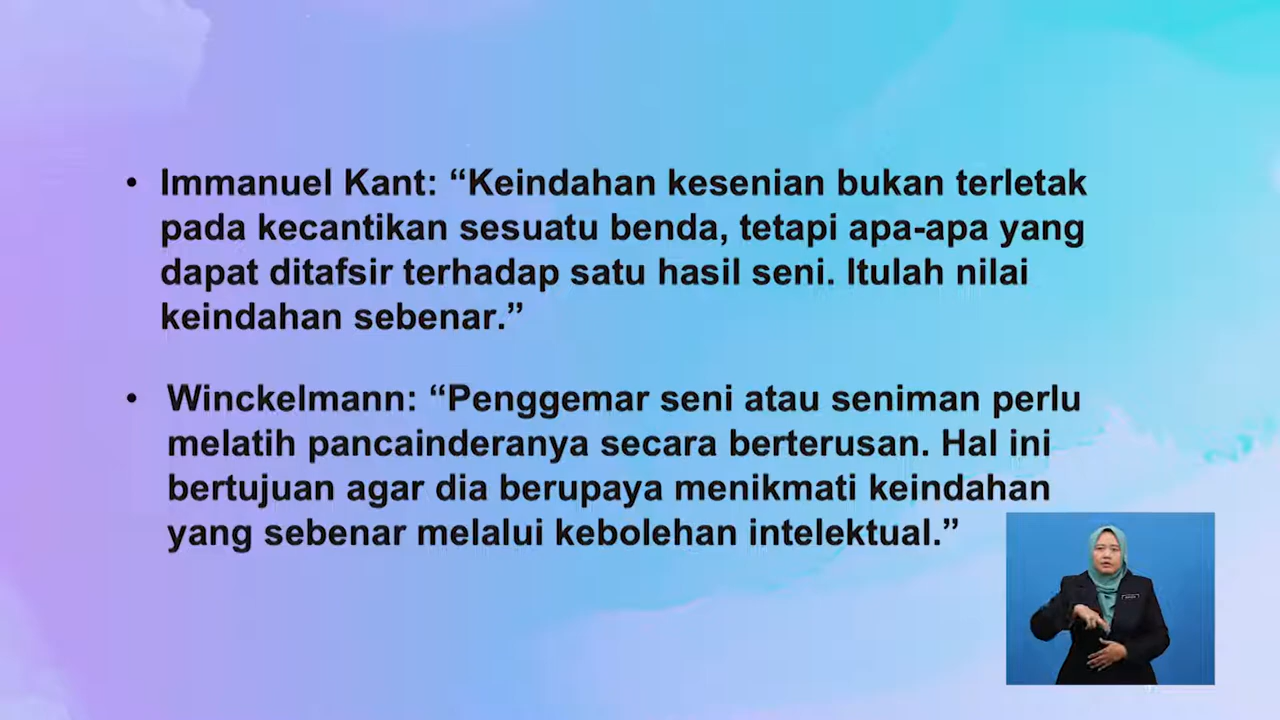 • Immanuel Kant: “Keindahan kesenian bukan terletak
pada kecantikan sesuatu benda, tetapi apa-apa yang
dapat ditafsir terhadap satu hasil seni. Itulah nilai
keindahan sebenar.”
• Winckelmann: “Penggemar seni atau seniman perlu
melatih pancainderanya secara berterusan. Hal ini
bertujuan agar dia berupaya menikmati keindahan
yang sebenar melalui kebolehan intelektual.”